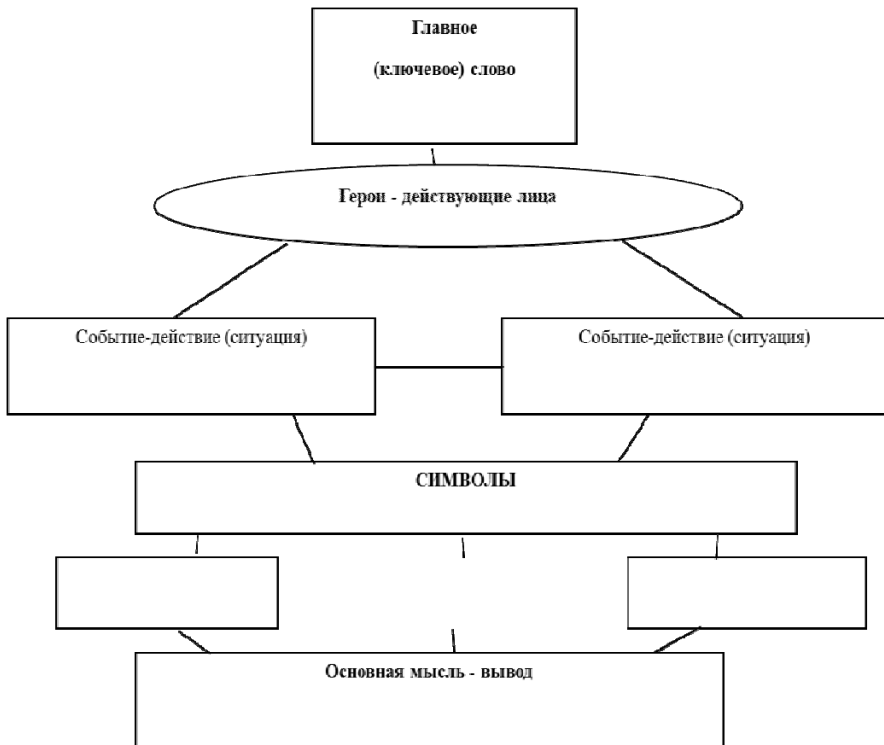 Главное
(ключевое) слово
Герои - действующие лица
Событие-действие (ситуация)
Событие-действие (ситуация)
СИМВОЛЫ
Основная мысль - вывод